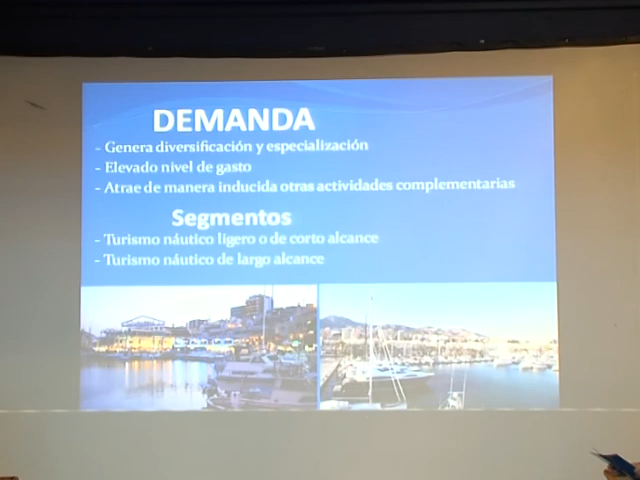 DEMANDA
- Genera diversificación y especialización
- Elevado nivel de gasto
- Atrae de manera inducida otras actividades complementarias
Segmentos
- Turismo náutico ligero o de corto alcance
- Turismo náutico de largo alcance